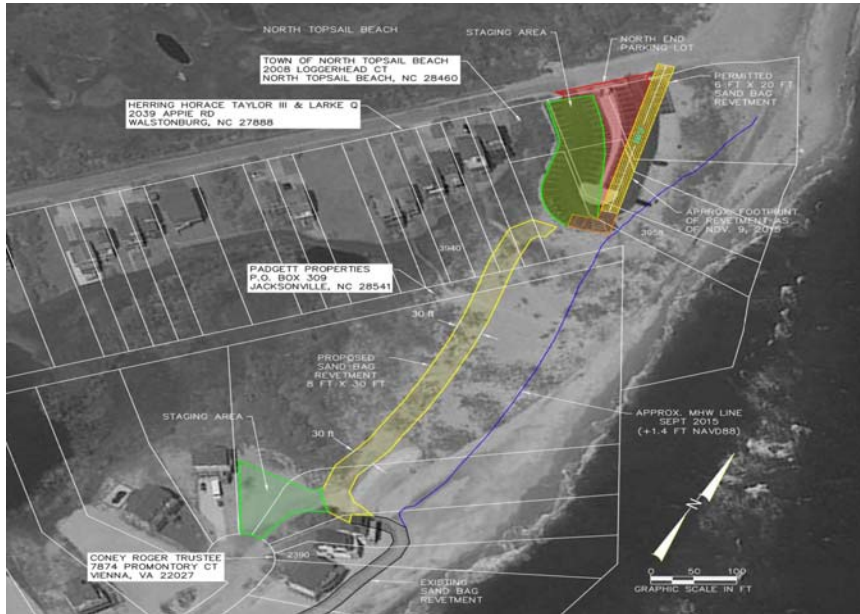 NORTH TOPSAIL BEACH
STAGING AREA
NORTH END
PARKING LOT
TOWN OF NORTH TOPSAIL BEACH
2008 LOGGERHEAD CT
NORTH TOPSAIL BEACH, NC 28460
PERMITTED
6 FT X 20 FT
SAND BAG
REVETMENT
HERRING HORACE TAYLOR III & LARKE Q
2039 APPIE RD
WALSTONBURG, NC 27888
APPROX. FOOTPRINT
OF REVETMENT AS
OF NOV. 9, 2015
3940
3958
PADGETT PROPERTIES
P.O. BOX 309
JACKSONVILLE, NC 28541
30 ft
PROPOSED
SAND BAG
REVETMENT
8 FT X 30 FT
STAGING AREA
APPROX. MHW LINE
SEPT 2015
(+1.4 FT NAVD88)
30 ft
N
CONEY ROGER TRUSTEE
7874 PROMONTORY CT
VIENNA, VA 22027
2390
EXISTING
SAND BAG
REVETMENT
0 50 100
GRAPHIC SCALE IN FT